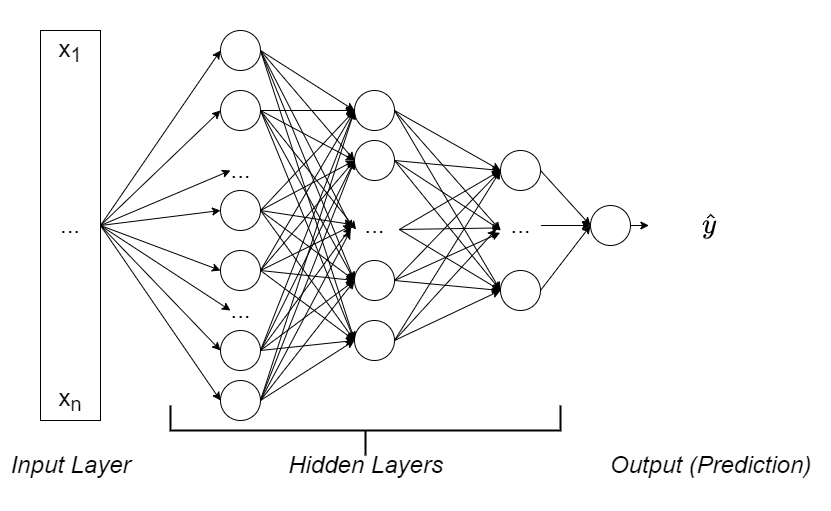 x1
...
xn
...
...
...
...
ŷ
Input Layer
Hidden Layers
Output (Prediction)